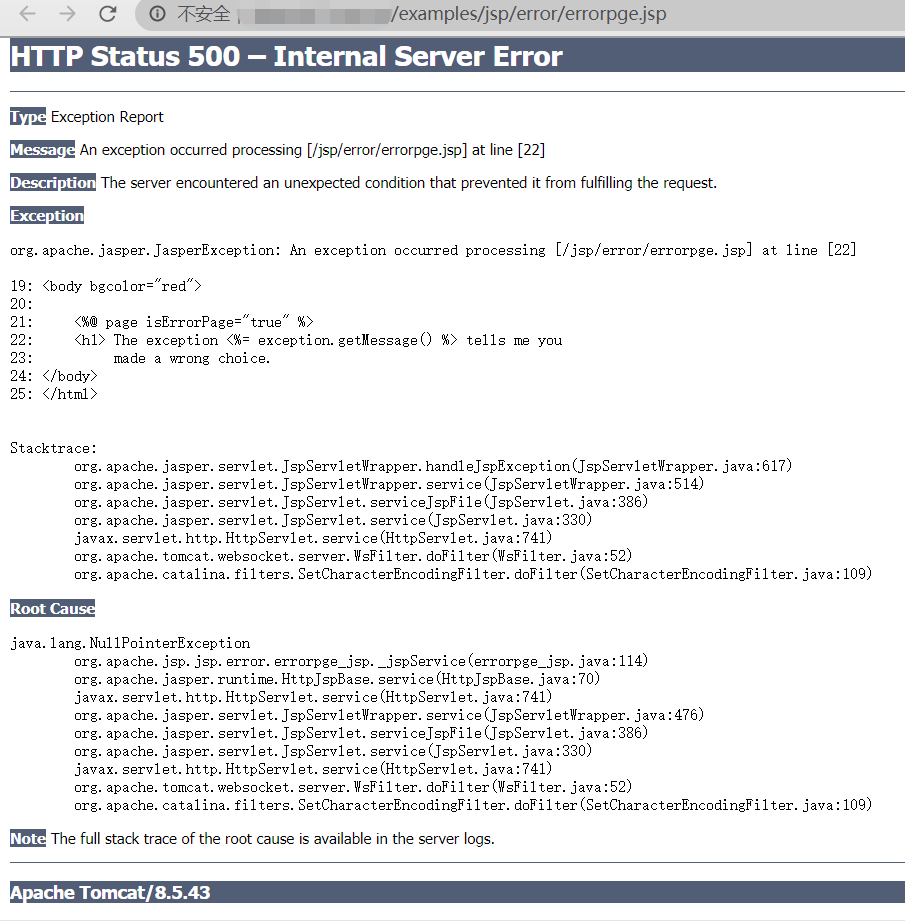 不安全 /examples/jsp/error/errorpge.jsp
HTTP Status 500 – Internal Server Error
Type Exception Report
Message An exception occurred processing [/jsp/error/errorpge.jsp] at line [22]
Description The server encountered an unexpected condition that prevented it from fulfilling the request.
Exception
org.apache.jasper.JasperException: An exception occurred processing [/jsp/error/errorpge.jsp] at line [22]
19: <body bgcolor="red">
20:
21:     <%@ page isErrorPage="true" %>
22:     <h1> The exception <%= exception.getMessage() %> tells me you
23:          made a wrong choice.
24: </body>
25: </html>
Stacktrace:
org.apache.jasper.servlet.JspServletWrapper.handleJspException(JspServletWrapper.java:617)
org.apache.jasper.servlet.JspServletWrapper.service(JspServletWrapper.java:514)
org.apache.jasper.servlet.JspServlet.serviceJspFile(JspServlet.java:386)
org.apache.jasper.servlet.JspServlet.service(JspServlet.java:330)
javax.servlet.http.HttpServlet.service(HttpServlet.java:741)
org.apache.tomcat.websocket.server.WsFilter.doFilter(WsFilter.java:52)
org.apache.catalina.filters.SetCharacterEncodingFilter.doFilter(SetCharacterEncodingFilter.java:109)
Root Cause
java.lang.NullPointerException
org.apache.jsp.jsp.error.errorpge_jsp._jspService(errorpge_jsp.java:114)
org.apache.jasper.runtime.HttpJspBase.service(HttpJspBase.java:70)
javax.servlet.http.HttpServlet.service(HttpServlet.java:741)
org.apache.jasper.servlet.JspServletWrapper.service(JspServletWrapper.java:476)
org.apache.jasper.servlet.JspServlet.serviceJspFile(JspServlet.java:386)
org.apache.jasper.servlet.JspServlet.service(JspServlet.java:330)
javax.servlet.http.HttpServlet.service(HttpServlet.java:741)
org.apache.tomcat.websocket.server.WsFilter.doFilter(WsFilter.java:52)
org.apache.catalina.filters.SetCharacterEncodingFilter.doFilter(SetCharacterEncodingFilter.java:109)
Note The full stack trace of the root cause is available in the server logs.
Apache Tomcat/8.5.43